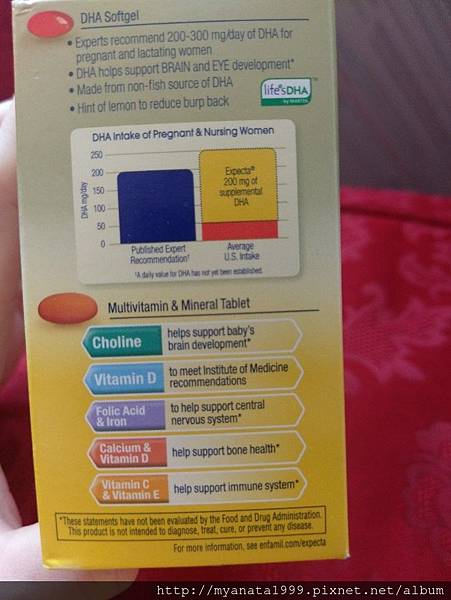 DHA Softgel
• Experts recommend 200-300 mg/day of DHA for
pregnant and lactating women
• DHA helps support BRAIN and EYE development*
• Made from non-fish source of DHA
• Hint of lemon to reduce burp back
life'sDHA™
by MARTEK
DHA Intake of Pregnant & Nursing Women
DHA mg/day
250
200
150
100
50
0
Expecta®
200 mg of
supplemental
DHA
Published Expert
Recommendation†
Average
U.S. Intake
†A daily value for DHA has not yet been established.
Multivitamin & Mineral Tablet
Choline
helps support baby's
brain development*
Vitamin D
to meet Institute of Medicine
recommendations
Folic Acid
& Iron
to help support central
nervous system*
Calcium &
Vitamin D
help support bone health*
Vitamin C
& Vitamin E
help support immune system*
*These statements have not been evaluated by the Food and Drug Administration.
This product is not intended to diagnose, treat, cure, or prevent any disease.
For more information, see enfamil.com/expecta
http://myanata1999.pixnet.net/album